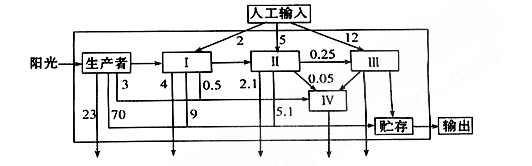 人工输入
2 5 12
阳光 生产者 Ⅰ Ⅱ 0.25 Ⅲ
3 4 0.5 2.1 0.05
Ⅳ
23 70 9 5.1 贮存 输出